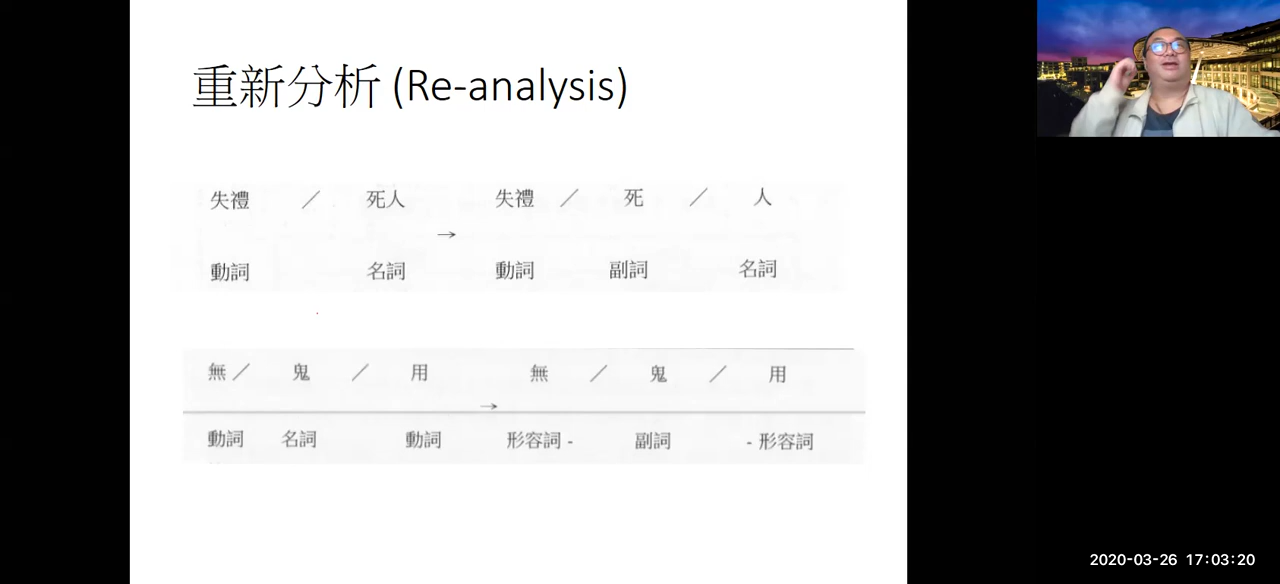 重新分析 (Re-analysis)
失禮 ／ 死人 失禮 ／ 死 ／ 人
→
動詞 名詞 動詞 副詞 名詞
無 ／ 鬼 ／ 用 無 ／ 鬼 ／ 用
→
動詞 名詞 動詞 形容詞 - 副詞 - 形容詞
2020-03-26 17:03:20